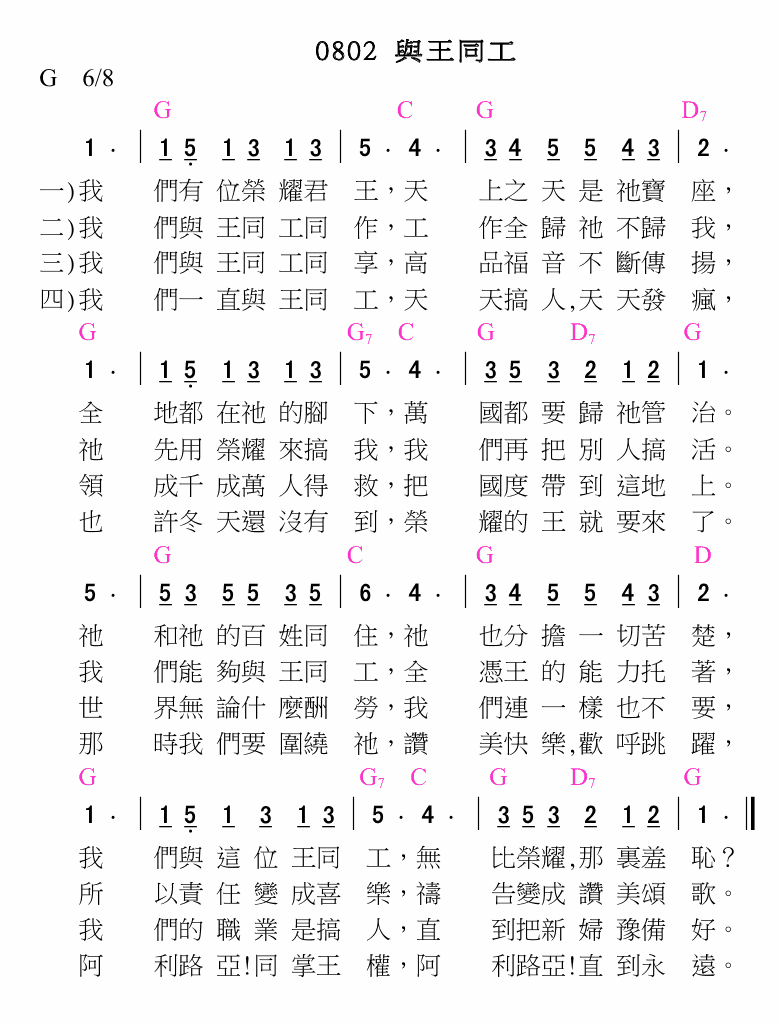 0802 與王同工
G 6/8
G C G D7
1 · | 1 5 1 3 1 3 | 5 · 4 · | 3 4 5 5 4 3 | 2 ·
一)我 們有 位榮 耀君 王，天 上之 天 是 祂寶 座，
二)我 們與 王同 工同 作，工 作全 歸 祂 不歸 我，
三)我 們與 王同 工同 享，高 品福 音 不 斷傳 揚，
四)我 們一 直與 王同 工，天 天搞 人,天 天發 瘋，
G G7 C G D7 G
1 · | 1 5 1 3 1 3 | 5 · 4 · | 3 5 3 2 1 2 | 1 ·
全 地都 在祂 的腳 下，萬 國都 要 歸 祂管 治。
祂 先用 榮耀 來搞 我，我 們再 把 別 人搞 活。
領 成千 成萬 人得 救，把 國度 帶 到 這地 上。
也 許冬 天還 沒有 到，榮 耀的 王 就 要來 了。
G C G D
5 · | 5 3 5 5 3 5 | 6 · 4 · | 3 4 5 5 4 3 | 2 ·
祂 和祂 的百 姓同 住，祂 也分 擔 一 切苦 楚，
我 們能 夠與 王同 工，全 憑王 的 能 力托 著，
世 界無 論什 麼酬 勞，我 們連 一 樣 也不 要，
那 時我 們要 圍繞 祂，讚 美快 樂,歡 呼跳 躍，
G G7 C G D7 G
1 · | 1 5 1 3 1 3 | 5 · 4 · | 3 5 3 2 1 2 | 1 · ‖
我 們與 這 位 王同 工，無 比榮耀,那 裏羞 恥？
所 以責 任 變 成喜 樂，禱 告變成 讚 美頌 歌。
我 們的 職 業 是搞 人，直 到把新 婦 豫備 好。
阿 利路 亞!同 掌王 權，阿 利路亞!直 到永 遠。